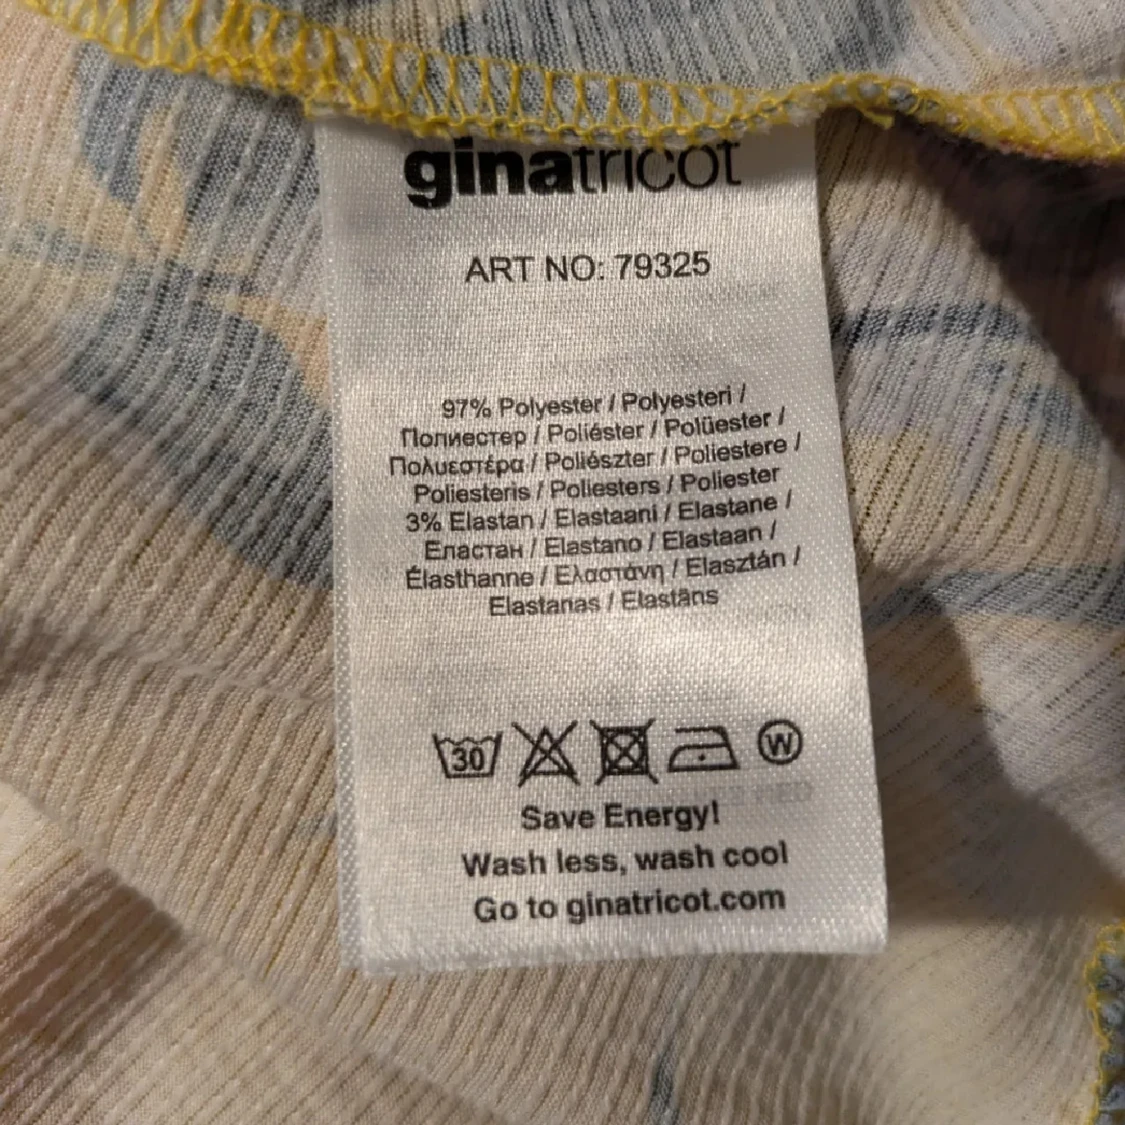 ginatricot
ART NO: 79325
97% Polyester / Polyesteri /
Полиестер / Poliéster / Polüester /
Πολυεστέρα / Poliészter / Poliestere /
Poliesteris / Poliesters / Poliester
3% Elastan / Elastaani / Elastane /
Еластан / Elastano / Elastaan /
Élasthanne / Ελαστάνη / Elasztán /
Elastanas / Elastāns
30 W
Save Energy!
Wash less, wash cool
Go to ginatricot.com